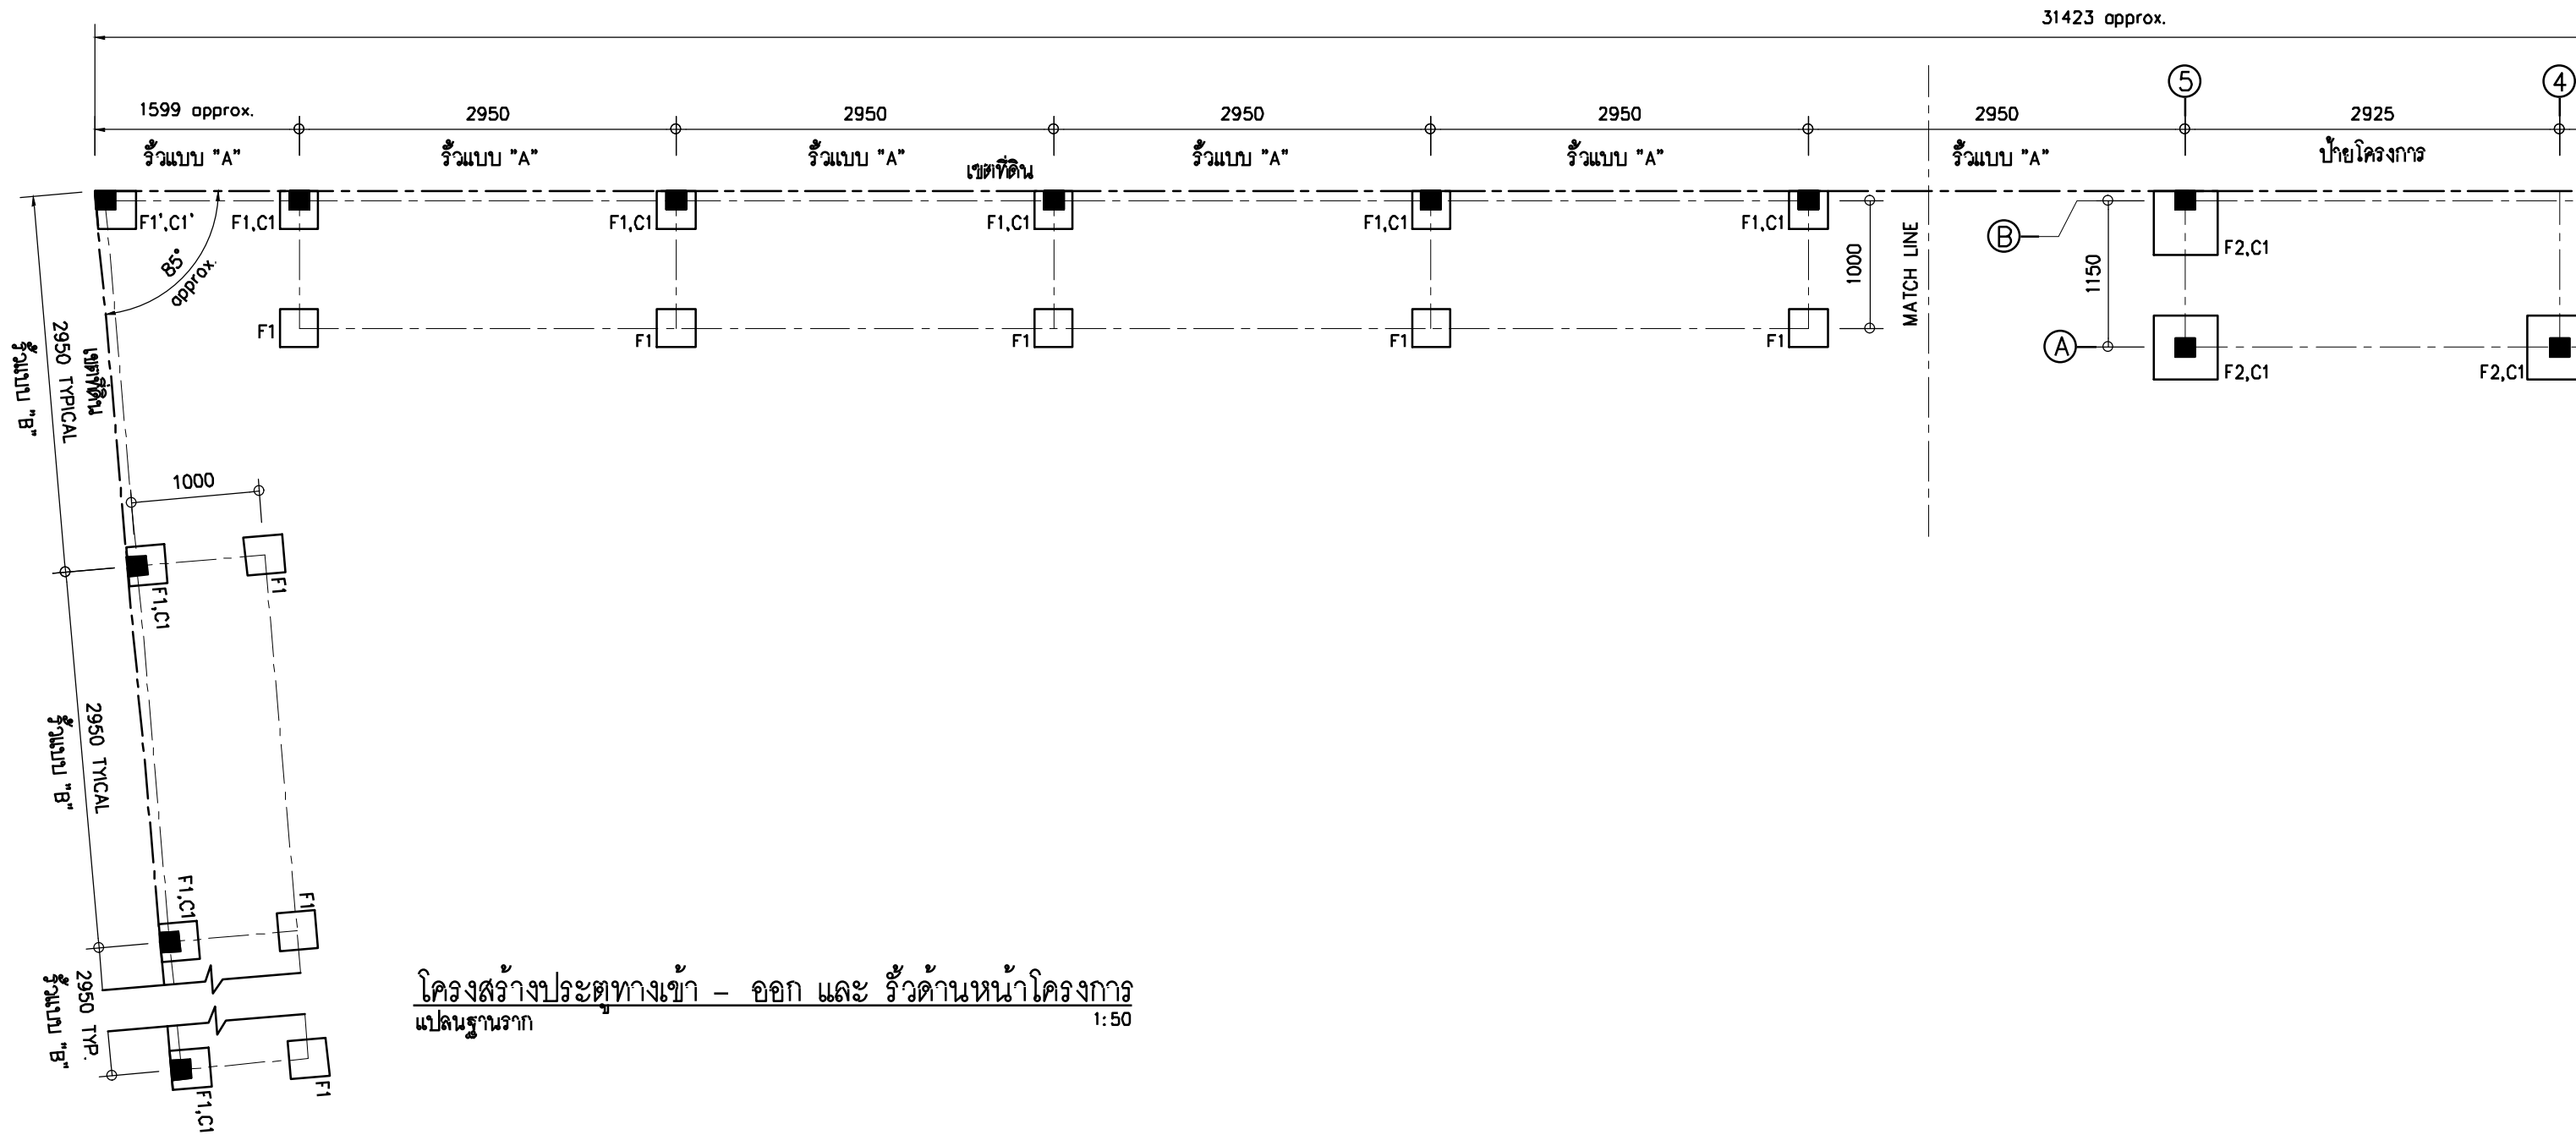 31423 approx.
5
4
1599 approx.
2950
2950
2950
2950
2950
2925
รั้วแบบ "A"
รั้วแบบ "A"
รั้วแบบ "A"
รั้วแบบ "A"
รั้วแบบ "A"
รั้วแบบ "A"
ป้ายโครงการ
เขตที่ดิน
F1',C1'
F1,C1
F1,C1
F1,C1
F1,C1
F1,C1
B
F2,C1
85°
approx.
1000
MATCH LINE
1150
F1
F1
F1
F1
F1
A
F2,C1
F2,C1
2950 TYPICAL
รั้วแบบ "B"
เขตที่ดิน
1000
F1,C1
F1
2950 TYICAL
รั้วแบบ "B"
F1,C1
F1
2950 TYP.
รั้วแบบ "B"
F1,C1
F1
โครงสร้างประตูทางเข้า - ออก และ รั้วด้านหน้าโครงการ
แปลนฐานราก
1:50